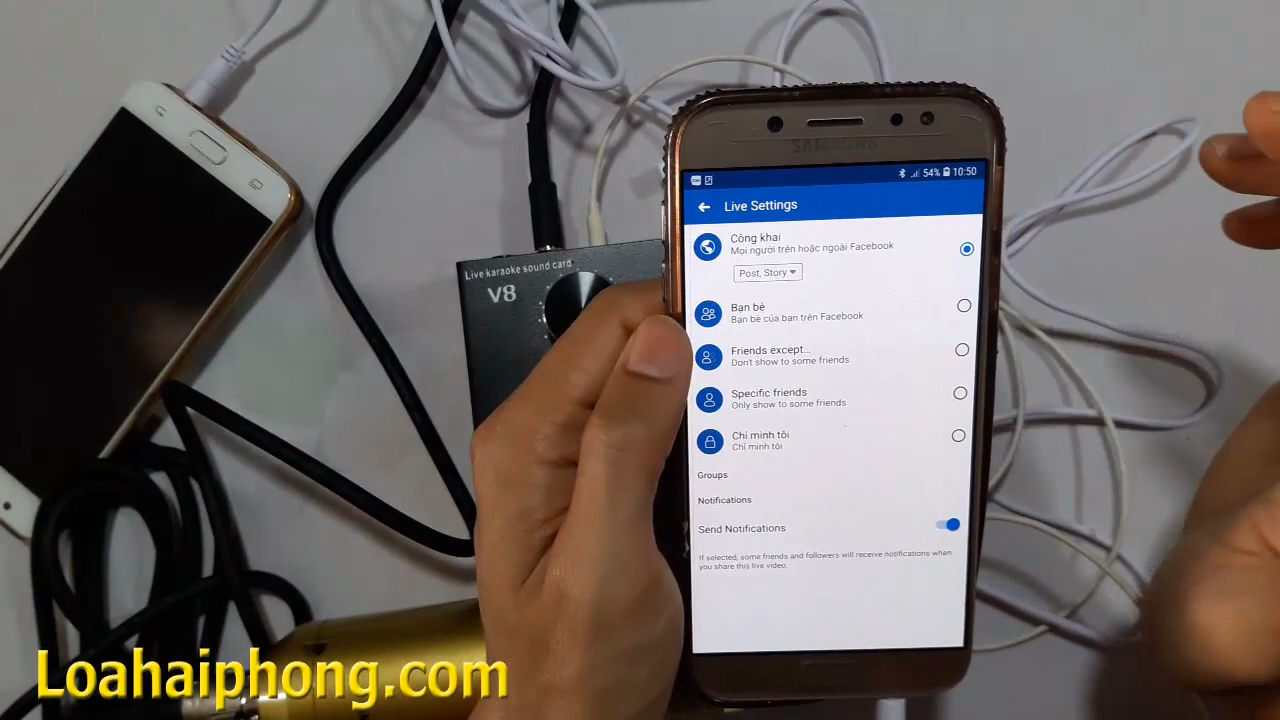 SAMSUNG
54% 10:50
Live Settings
Công khai
Mọi người trên hoặc ngoài Facebook
Post, Story
Bạn bè
Bạn bè của bạn trên Facebook
Friends except...
Don't show to some friends
Specific friends
Only show to some friends
Chỉ mình tôi
Chỉ mình tôi
Groups
Notifications
Send Notifications
If selected, some friends and followers will receive notifications when
you share this live video.
Live karaoke sound card
V8
Loahaiphong.com